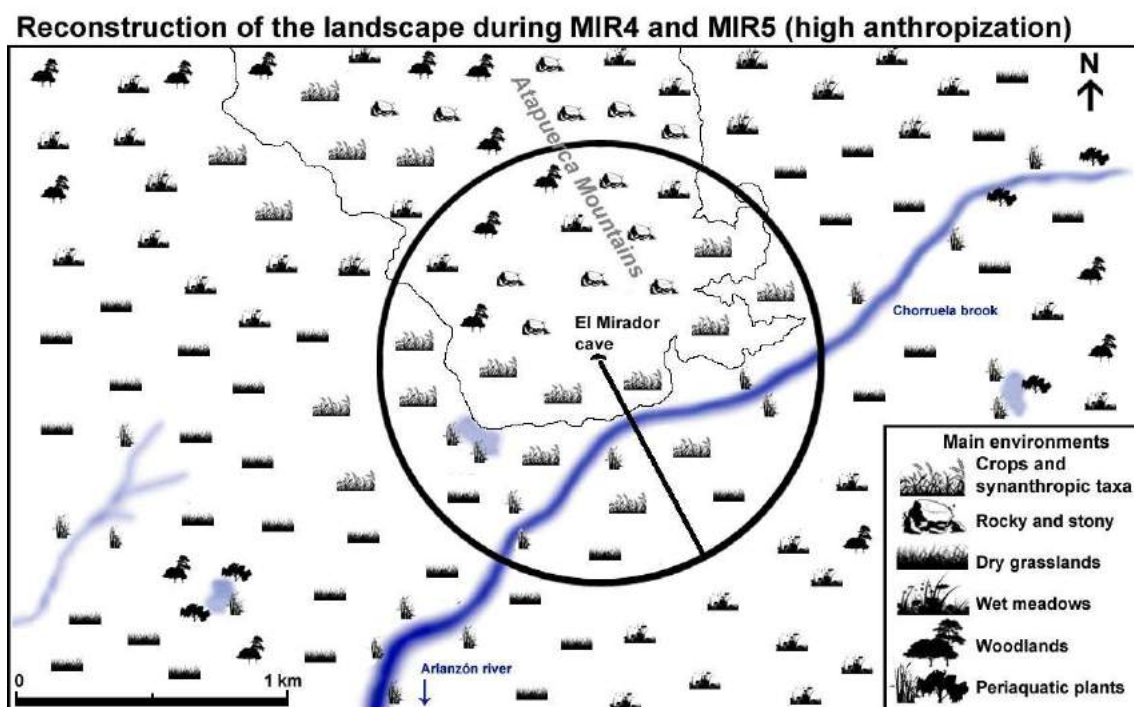 Reconstruction of the landscape during MIR4 and MIR5 (high anthropization)
N
Atapuerca Mountains
El Mirador
cave
Chorruela brook
Main environments
Crops and
synanthropic taxa
Rocky and stony
Dry grasslands
Wet meadows
Woodlands
Periaquatic plants
Arlanzón river
0
1 km